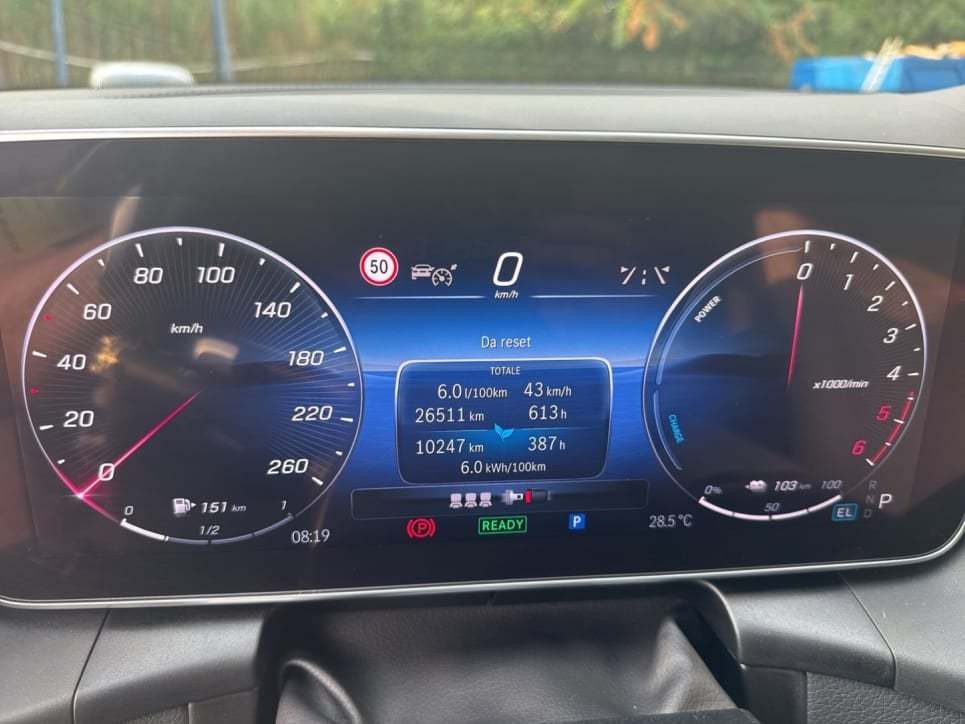 50
0
km/h
Da reset
TOTALE
6.0 l/100km 43 km/h
26511 km 613 h
10247 km 387 h
6.0 kWh/100km
0
20
40
60
80
100
140
180
220
260
km/h
0 1/2 1
151 km
08:19
P
READY
P
28.5 °C
POWER
CHARGE
0
1
2
3
4
5
6
x1000/min
0% 50 100
103 km
EL
R
N
D
P